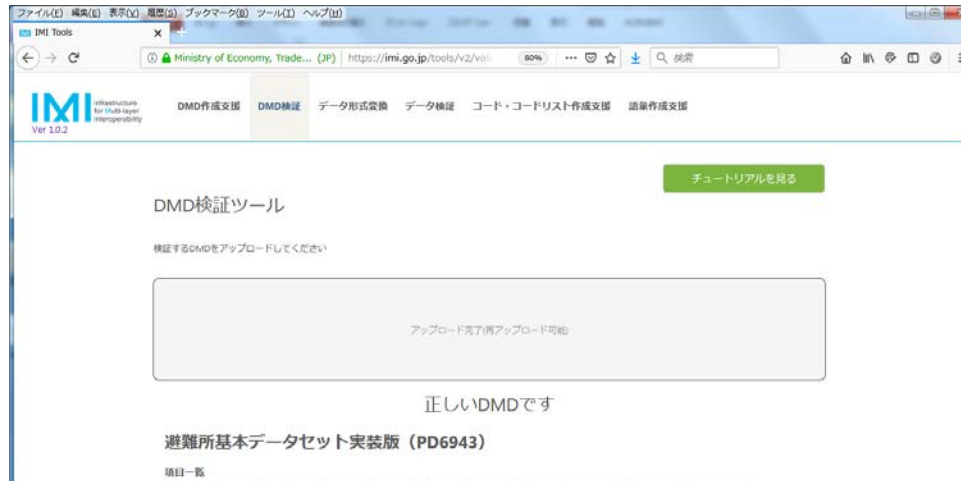 ファイル(F) 編集(E) 表示(V) 履歴(S) ブックマーク(B) ツール(T) ヘルプ(H)
IMI Tools
Ministry of Economy, Trade... (JP) https://imi.go.jp/tools/v2/vali 80% 検索
IMI Infrastructure for Multi-layer Interoperability
Ver 1.0.2
DMD作成支援 DMD検証 データ形式変換 データ検証 コード・コードリスト作成支援 語彙作成支援
チュートリアルを見る
DMD検証ツール
検証するDMDをアップロードしてください
アップロード完了(再アップロード可能)
正しいDMDです
避難所基本データセット実装版（PD6943）
項目一覧